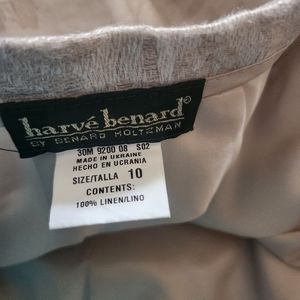 harvé benard®
BY BENARD HOLTZMAN
30M 9200 08 S02
MADE IN UKRAINE
HECHO EN UCRANIA
SIZE/TALLA 10
CONTENTS:
100% LINEN/LINO